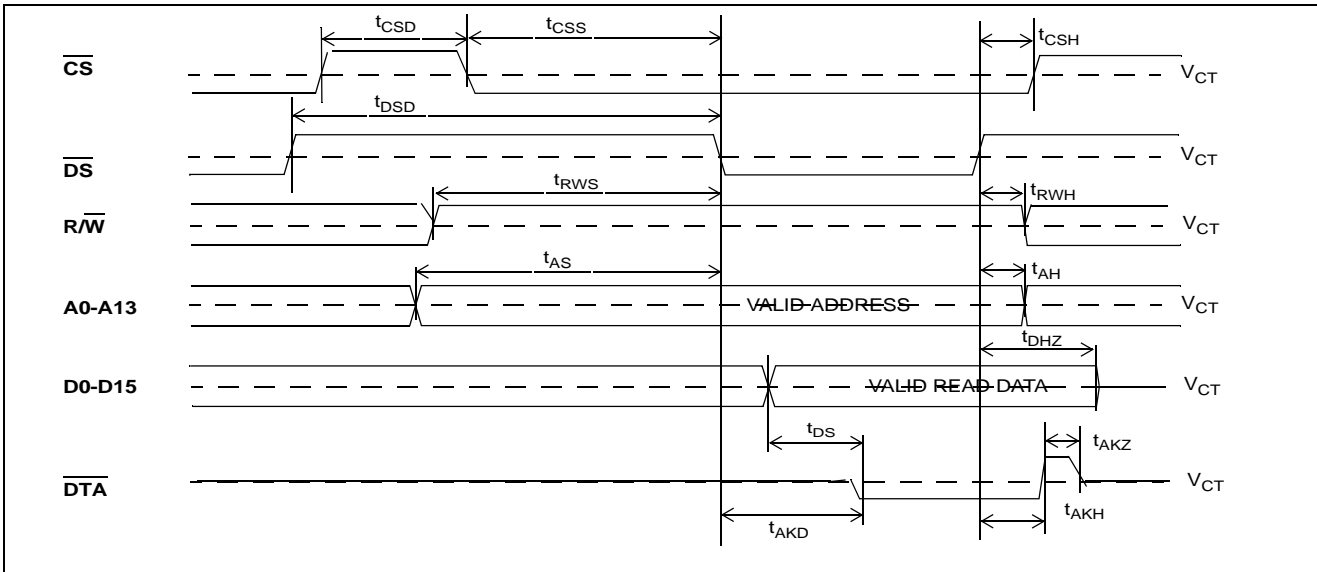 tCSD
tCSS
tCSH
CS
VCT
tDSD
DS
VCT
tRWS
tRWH
R/W
VCT
tAS
tAH
A0-A13
VALID ADDRESS
VCT
tDHZ
D0-D15
VALID READ DATA
VCT
tDS
tAKZ
DTA
VCT
tAKD
tAKH